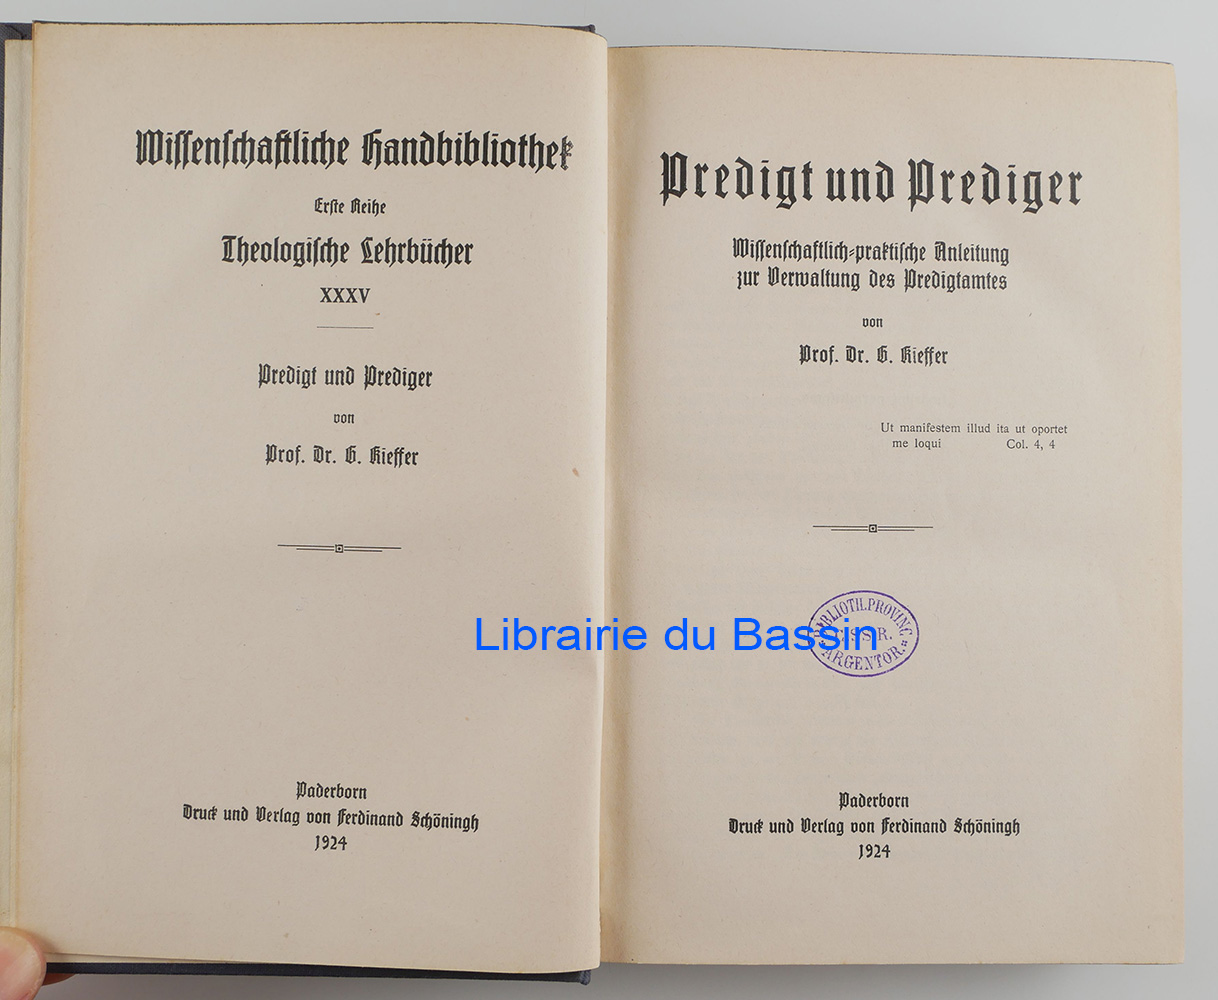 Wissenschaftliche Handbibliothek
Erste Reihe
Theologische Lehrbücher
XXXV
Predigt und Prediger
von
Prof. Dr. G. Kieffer
Paderborn
Druck und Verlag von Ferdinand Schöningh
1924
Predigt und Prediger
Wissenschaftlich-praktische Anleitung
zur Verwaltung des Predigtamtes
von
Prof. Dr. G. Kieffer
Ut manifestem illud ita ut oportet
me loqui Col. 4, 4
BIBLIOTH. PROVINC
C.S.S.R.
ARGENTOR.
Librairie du Bassin
Paderborn
Druck und Verlag von Ferdinand Schöningh
1924